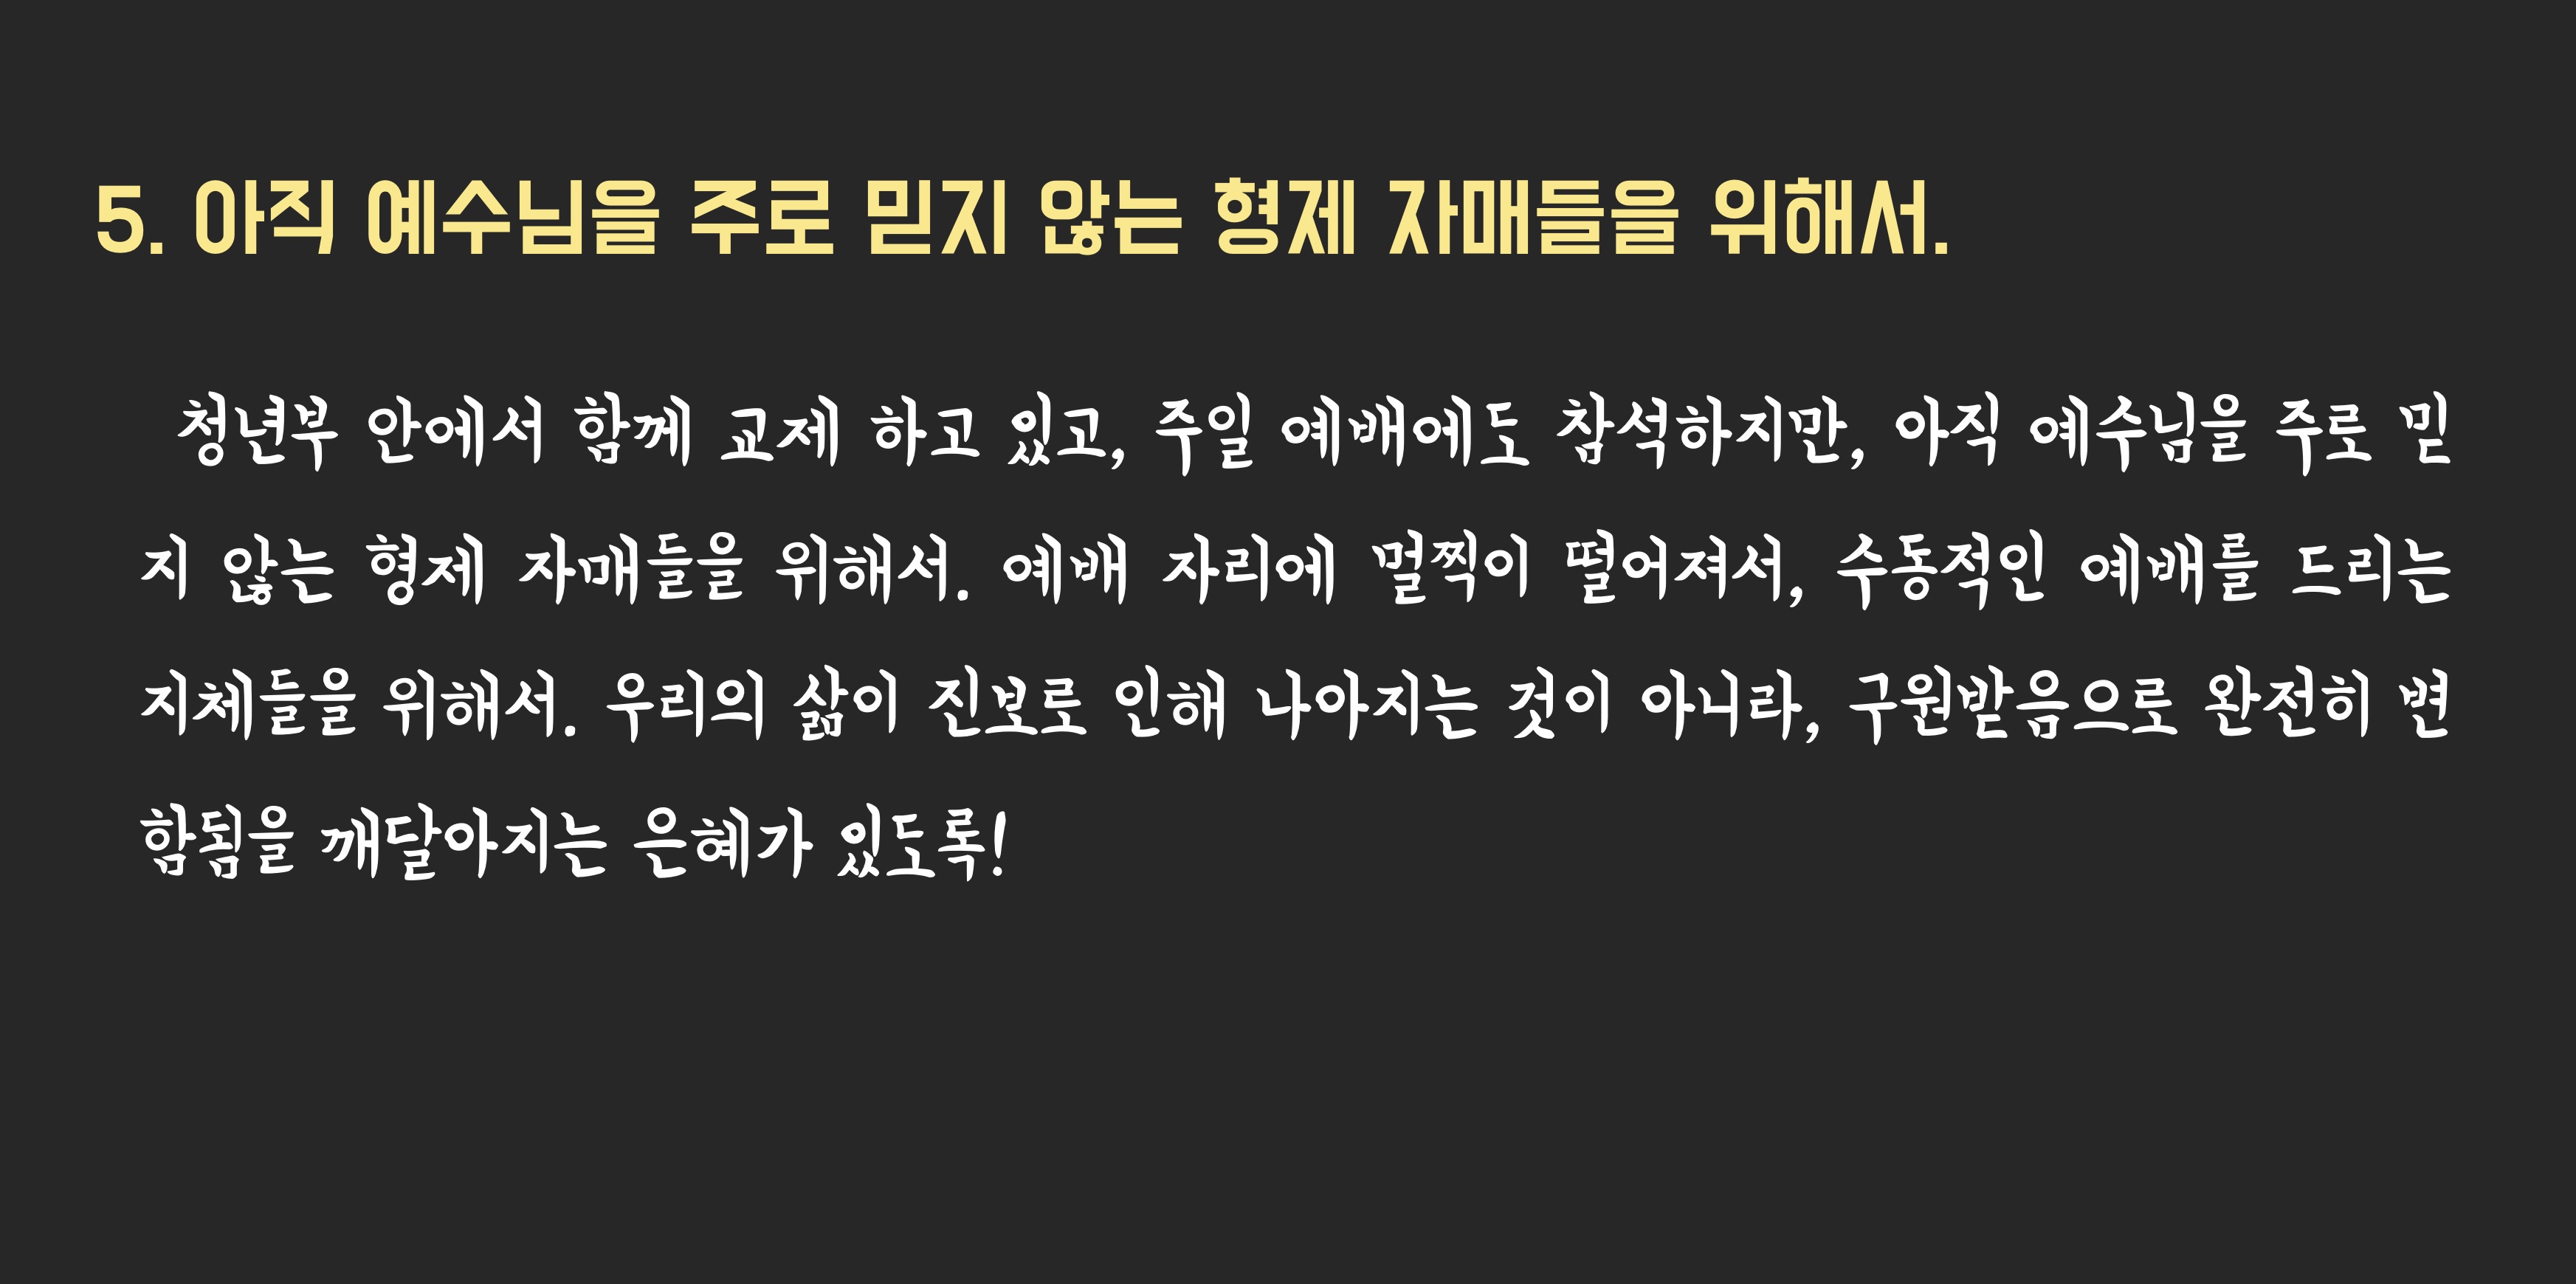 5. 아직 예수님을 주로 믿지 않는 형제 자매들을 위해서.
청년부 안에서 함께 교제 하고 있고, 주일 예배에도 참석하지만, 아직 예수님을 주로 믿
지 않는 형제 자매들을 위해서. 예배 자리에 멀찍이 떨어져서, 수동적인 예배를 드리는
지체들을 위해서. 우리의 삶이 진보로 인해 나아지는 것이 아니라, 구원받음으로 완전히 변
함됨을 깨달아지는 은혜가 있도록!